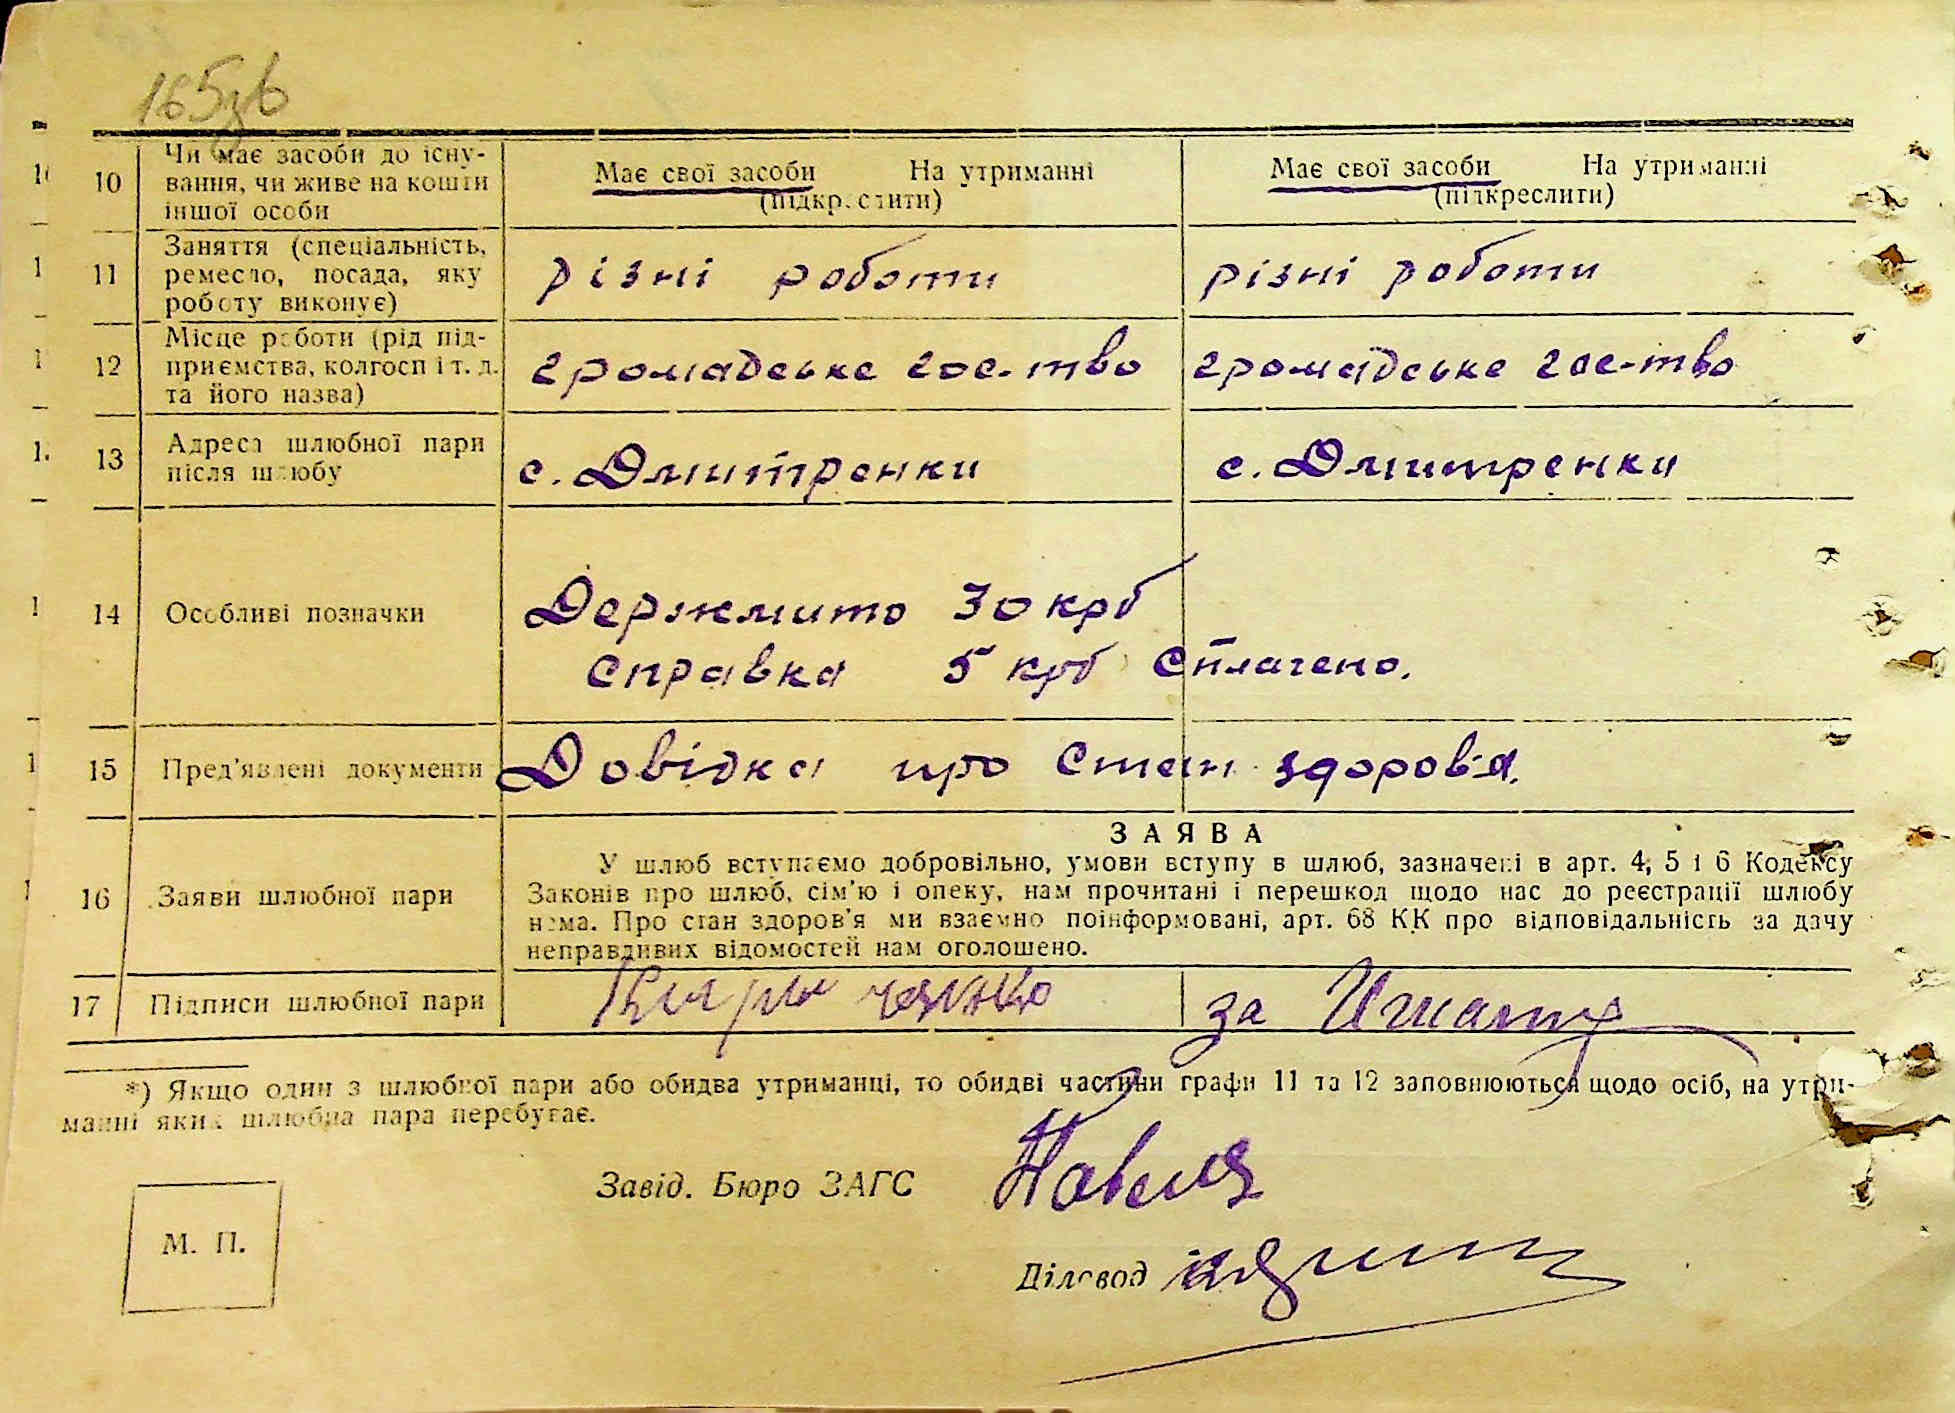 165зв
10 Чи має засоби до існу-
вання, чи живе на кошти
іншої особи
Має свої засоби На утриманні
(підкреслити)
Має свої засоби На утриманні
(підкреслити)
11 Заняття (спеціальність,
ремесло, посада, яку
роботу виконує)
різні роботи
різні роботи
12 Місце роботи (рід під-
приємства, колгосп і т. д.
та його назва)
громадське гос-тво
громадське гос-тво
13 Адреса шлюбної пари
після шлюбу
с. Дмитренки
с. Дмитренки
14 Особливі позначки
Держмито 30 крб
Справка 5 крб Сплачено.
15 Пред'явлені документи
Довідка про стан здоров'я.
16 Заяви шлюбної пари
ЗАЯВА
У шлюб вступаємо добровільно, умови вступу в шлюб, зазначені в арт. 4, 5 і 6 Кодексу
Законів про шлюб, сім'ю і опеку, нам прочитані і перешкод щодо нас до реєстрації шлюбу
нема. Про стан здоров'я ми взаємно поінформовані, арт. 68 КК про відповідальність за дачу
неправдивих відомостей нам оголошено.
17 Підписи шлюбної пари
за
*) Якщо один з шлюбної пари або обидва утриманці, то обидві частини графи 11 та 12 заповнюються щодо осіб, на утри-
манні яких шлюбна пара перебуває.
Завід. Бюро ЗАГС
М. П.
Діловод